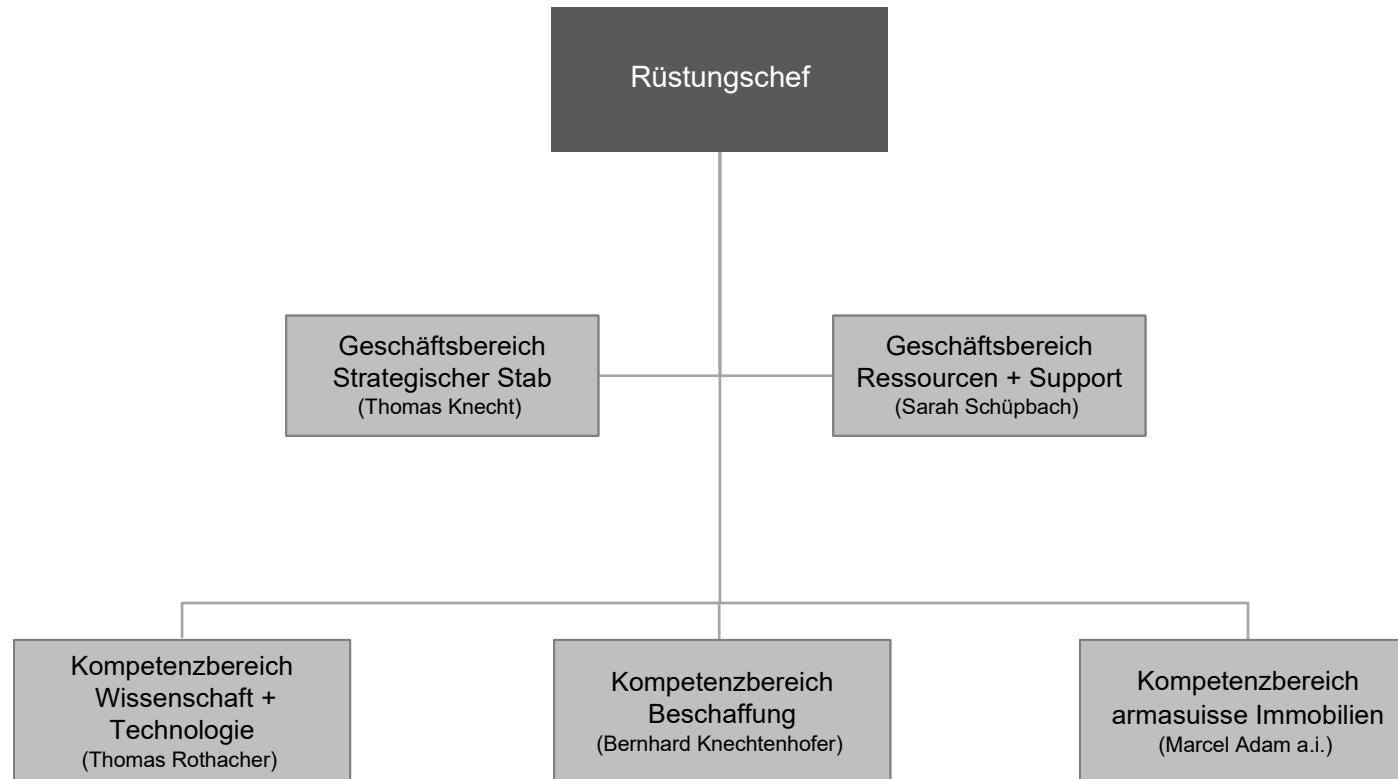 Rüstungschef
Geschäftsbereich
Strategischer Stab
(Thomas Knecht)
Geschäftsbereich
Ressourcen + Support
(Sarah Schüpbach)
Kompetenzbereich
Wissenschaft +
Technologie
(Thomas Rothacher)
Kompetenzbereich
Beschaffung
(Bernhard Knechtenhofer)
Kompetenzbereich
armasuisse Immobilien
(Marcel Adam a.i.)